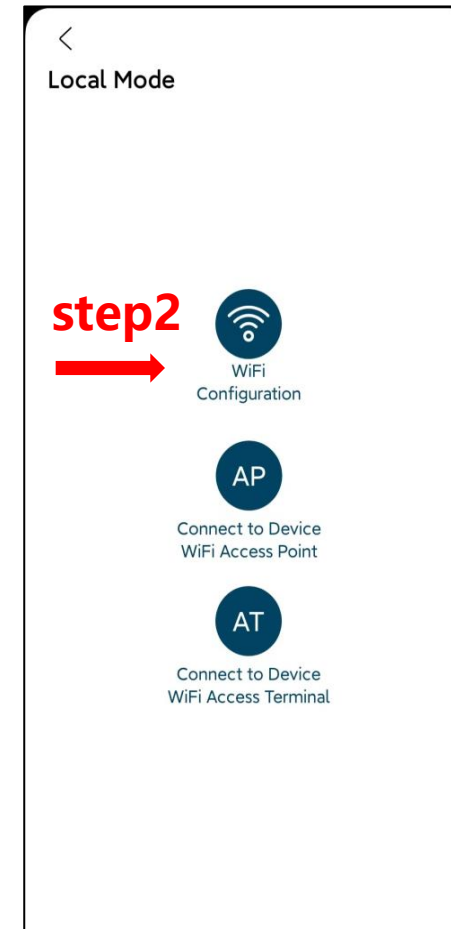 Local Mode
step2
WiFi
Configuration
AP
Connect to Device
WiFi Access Point
AT
Connect to Device
WiFi Access Terminal